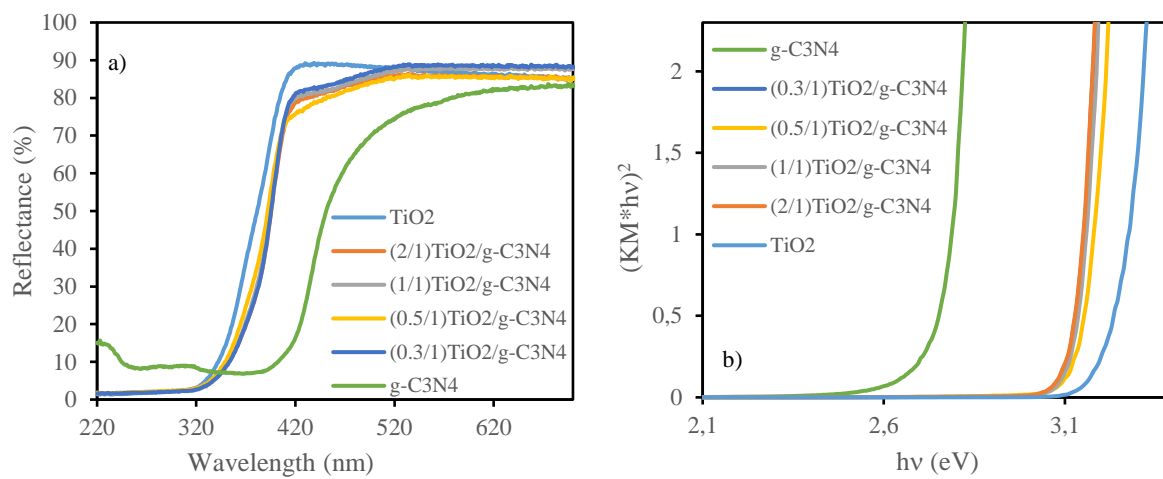 a)
100
90
80
70
60
50
40
30
20
10
0
Reflectance (%)
220
320
420
520
620
Wavelength (nm)
TiO2
(2/1)TiO2/g-C3N4
(1/1)TiO2/g-C3N4
(0.5/1)TiO2/g-C3N4
(0.3/1)TiO2/g-C3N4
g-C3N4
b)
2
1,5
1
0,5
0
(KM*hν)²
2,1
2,6
3,1
hν (eV)
g-C3N4
(0.3/1)TiO2/g-C3N4
(0.5/1)TiO2/g-C3N4
(1/1)TiO2/g-C3N4
(2/1)TiO2/g-C3N4
TiO2